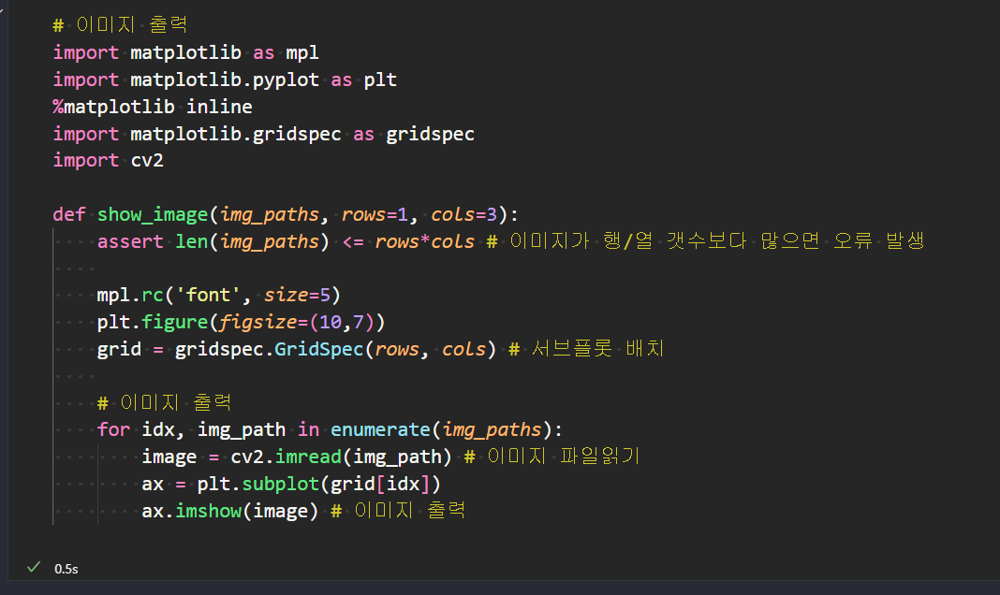 # 이미지 출력
import matplotlib as mpl
import matplotlib.pyplot as plt
%matplotlib inline
import matplotlib.gridspec as gridspec
import cv2
def show_image(img_paths, rows=1, cols=3):
assert len(img_paths) <= rows*cols # 이미지가 행/열 갯수보다 많으면 오류 발생
mpl.rc('font', size=5)
plt.figure(figsize=(10,7))
grid = gridspec.GridSpec(rows, cols) # 서브플롯 배치
# 이미지 출력
for idx, img_path in enumerate(img_paths):
image = cv2.imread(img_path) # 이미지 파일읽기
ax = plt.subplot(grid[idx])
ax.imshow(image) # 이미지 출력
0.5s